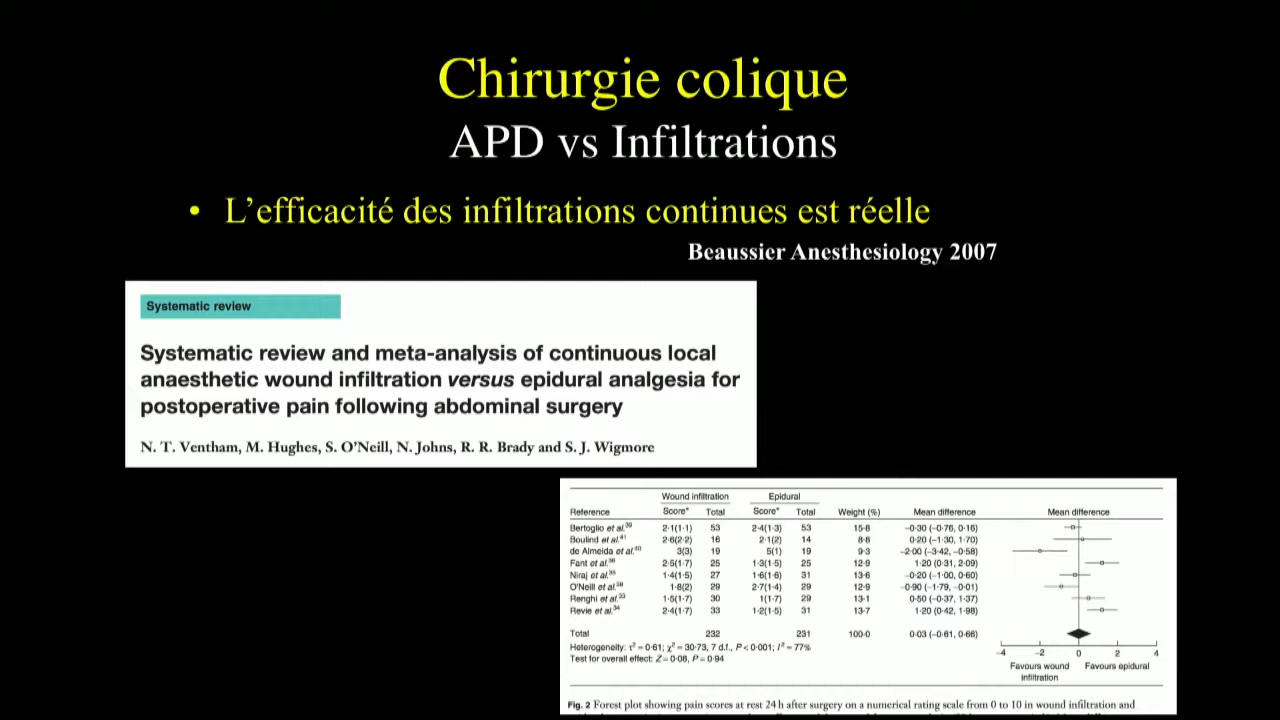 Chirurgie colique
APD vs Infiltrations
• L'efficacité des infiltrations continues est réelle
Beaussier Anesthesiology 2007
Systematic review
Systematic review and meta-analysis of continuous local
anaesthetic wound infiltration versus epidural analgesia for
postoperative pain following abdominal surgery
N. T. Ventham, M. Hughes, S. O'Neill, N. Johns, R. R. Brady and S. J. Wigmore
Wound infiltration Epidural
Reference Score* Total Score* Total Weight (%) Mean difference Mean difference
Bertoglio et al.39 2·1(1·1) 53 2·4(1·3) 53 15·8 −0·30 (−0·76, 0·16)
Boulind et al.41 2·6(2·2) 16 2·1(2) 14 8·8 0·20 (−1·30, 1·70)
de Almeida et al.40 3(3) 19 5(1) 19 9·3 −2·00 (−3·42, −0·58)
Fant et al.36 2·5(1·7) 25 1·3(1·5) 25 12·9 1·20 (0·31, 2·09)
Niraj et al.35 1·4(1·5) 27 1·6(1·6) 31 13·6 −0·20 (−1·00, 0·60)
O'Neill et al.38 1·8(2) 29 2·7(1·4) 29 12·9 −0·90 (−1·79, −0·01)
Renghi et al.33 1·5(1·7) 30 1(1·7) 29 13·1 0·50 (−0·37, 1·37)
Revie et al.34 2·4(1·7) 33 1·2(1·5) 31 13·7 1·20 (0·42, 1·98)
Total 232 231 100·0 0·03 (−0·61, 0·66)
Heterogeneity: τ² = 0·61; χ² = 30·73, 7 d.f., P < 0·001; I² = 77%
Test for overall effect: Z = 0·08, P = 0·94
−4 −2 0 2 4
Favours wound Favours epidural
infiltration
Fig. 2 Forest plot showing pain scores at rest 24 h after surgery on a numerical rating scale from 0 to 10 in wound infiltration and